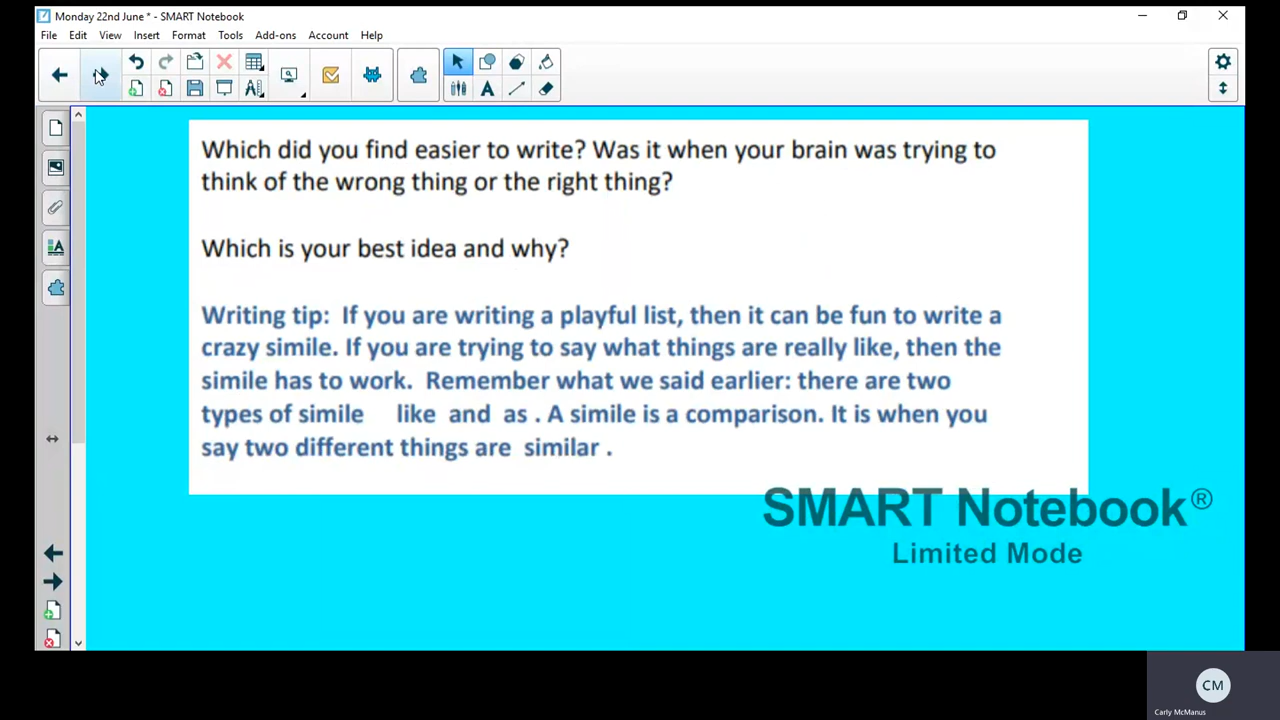 Monday 22nd June * - SMART Notebook
File Edit View Insert Format Tools Add-ons Account Help
Which did you find easier to write? Was it when your brain was trying to
think of the wrong thing or the right thing?
Which is your best idea and why?
Writing tip: If you are writing a playful list, then it can be fun to write a
crazy simile. If you are trying to say what things are really like, then the
simile has to work. Remember what we said earlier: there are two
types of simile like and as . A simile is a comparison. It is when you
say two different things are similar .
SMART Notebook®
Limited Mode
CM
Carly McManus